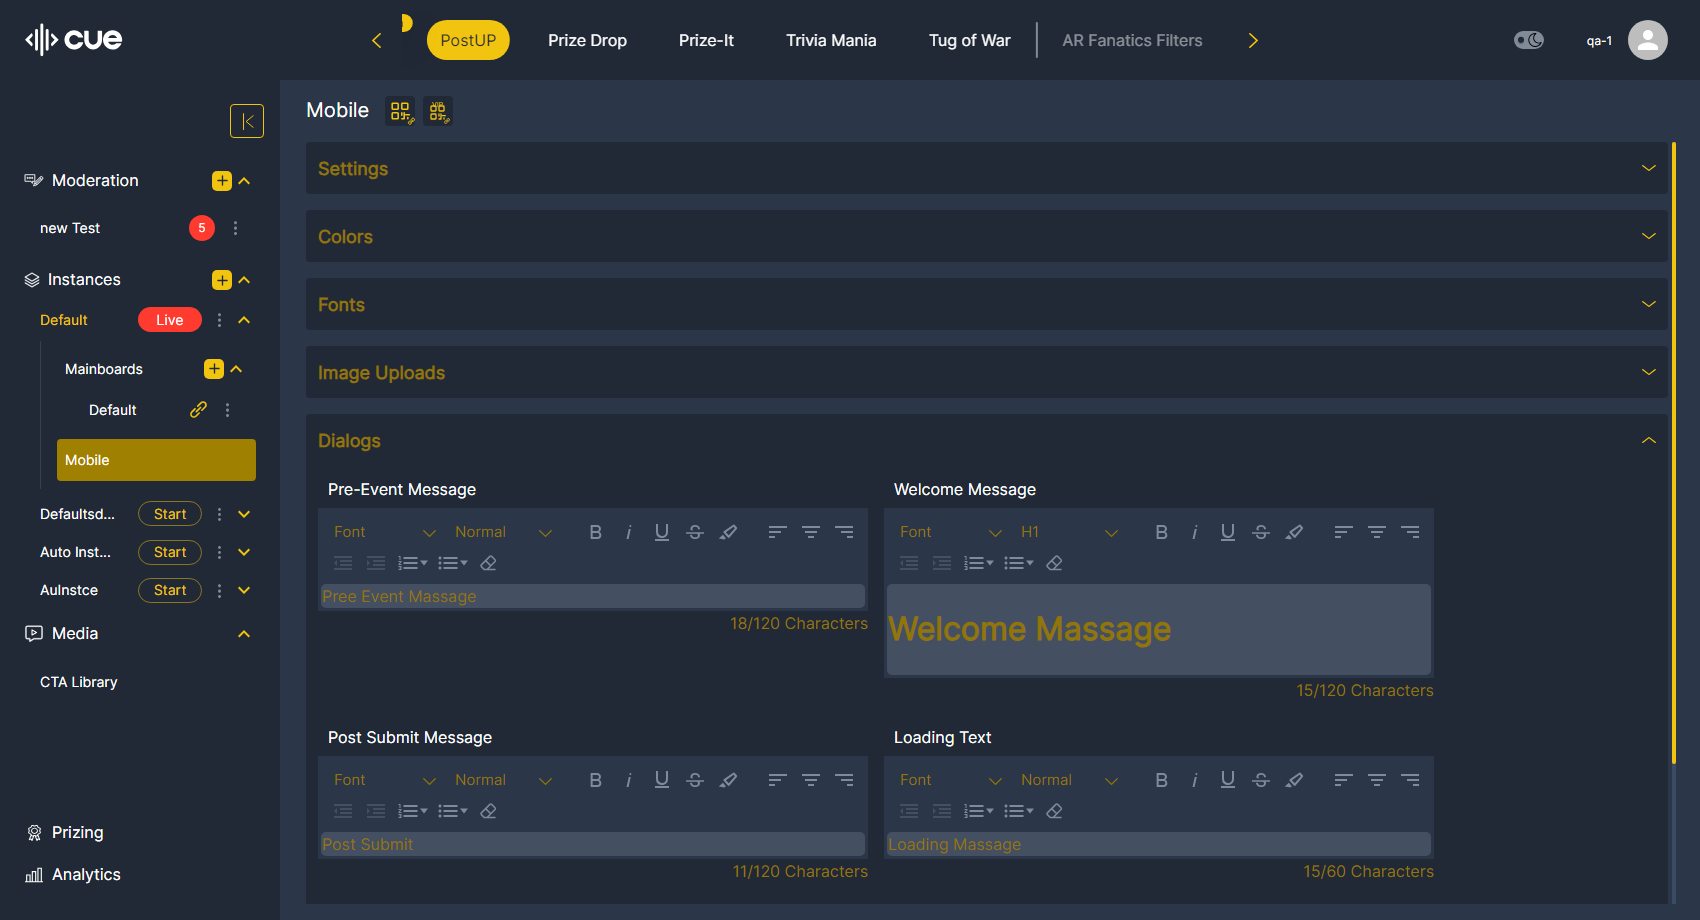 cue
PostUP
Prize Drop
Prize-It
Trivia Mania
Tug of War
AR Fanatics Filters
qa-1
Moderation
new Test
5
Instances
Default
Live
Mainboards
Default
Mobile
Defaultsd...
Start
Auto Inst...
Start
AuInstce
Start
Media
CTA Library
Prizing
Analytics
Mobile
VIP
Settings
Colors
Fonts
Image Uploads
Dialogs
Pre-Event Message
Font
Normal
Pree Event Massage
18/120 Characters
Welcome Message
Font
H1
Welcome Massage
15/120 Characters
Post Submit Message
Font
Normal
Post Submit
11/120 Characters
Loading Text
Font
Normal
Loading Massage
15/60 Characters